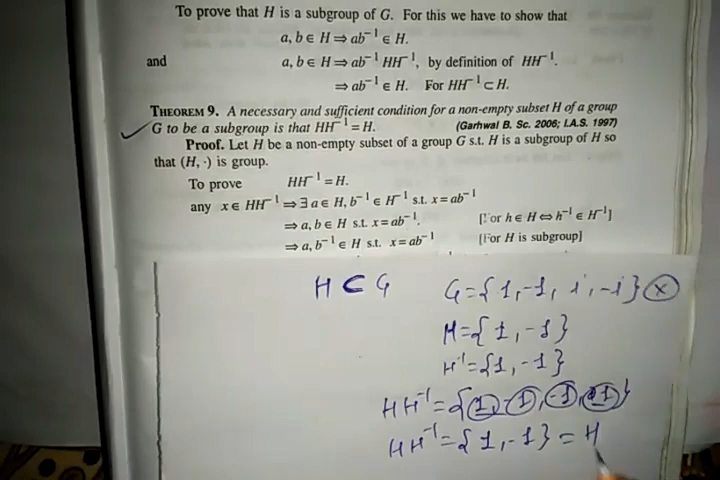 To prove that H is a subgroup of G. For this we have to show that
a, b ∈ H ⇒ ab⁻¹ ∈ H.
and a, b ∈ H ⇒ ab⁻¹ HH⁻¹, by definition of HH⁻¹.
⇒ ab⁻¹ ∈ H. For HH⁻¹ ⊂ H.
THEOREM 9. A necessary and sufficient condition for a non-empty subset H of a group
G to be a subgroup is that HH⁻¹ = H. (Garhwal B. Sc. 2006; I.A.S. 1997)
Proof. Let H be a non-empty subset of a group G s.t. H is a subgroup of H so
that (H, ·) is group.
To prove HH⁻¹ = H.
any x ∈ HH⁻¹ ⇒ ∃ a ∈ H, b⁻¹ ∈ H⁻¹ s.t. x = ab⁻¹
⇒ a, b ∈ H s.t. x = ab⁻¹. [For h ∈ H ⇔ h⁻¹ ∈ H⁻¹]
⇒ a, b⁻¹ ∈ H s.t. x = ab⁻¹ [For H is subgroup]
H ⊂ G G = {1, -1, i, -i} ×
H = {1, -1}
H⁻¹ = {1, -1}
HH⁻¹ = {1, -1, -1, 1}
HH⁻¹ = {1, -1} = H